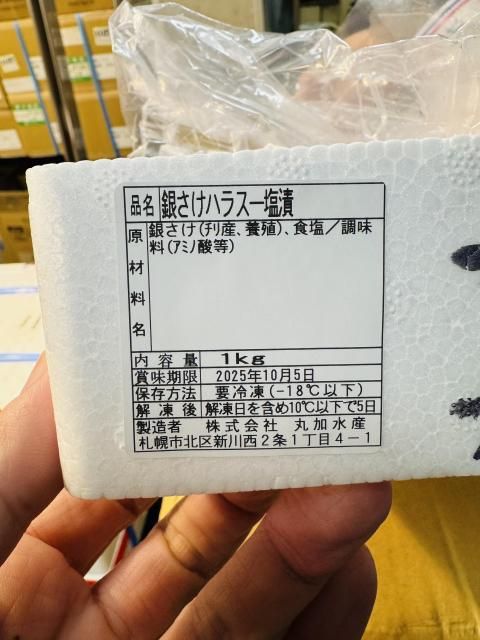 品名 銀さけハラス一塩漬
原材料名 銀さけ(チリ産、養殖)、食塩/調味
料(アミノ酸等)
内容量 1kg
賞味期限 2025年10月5日
保存方法 要冷凍(-18℃以下)
解凍後 解凍日を含め10℃以下で5日
製造者 株式会社 丸加水産
札幌市北区新川西2条1丁目4-1